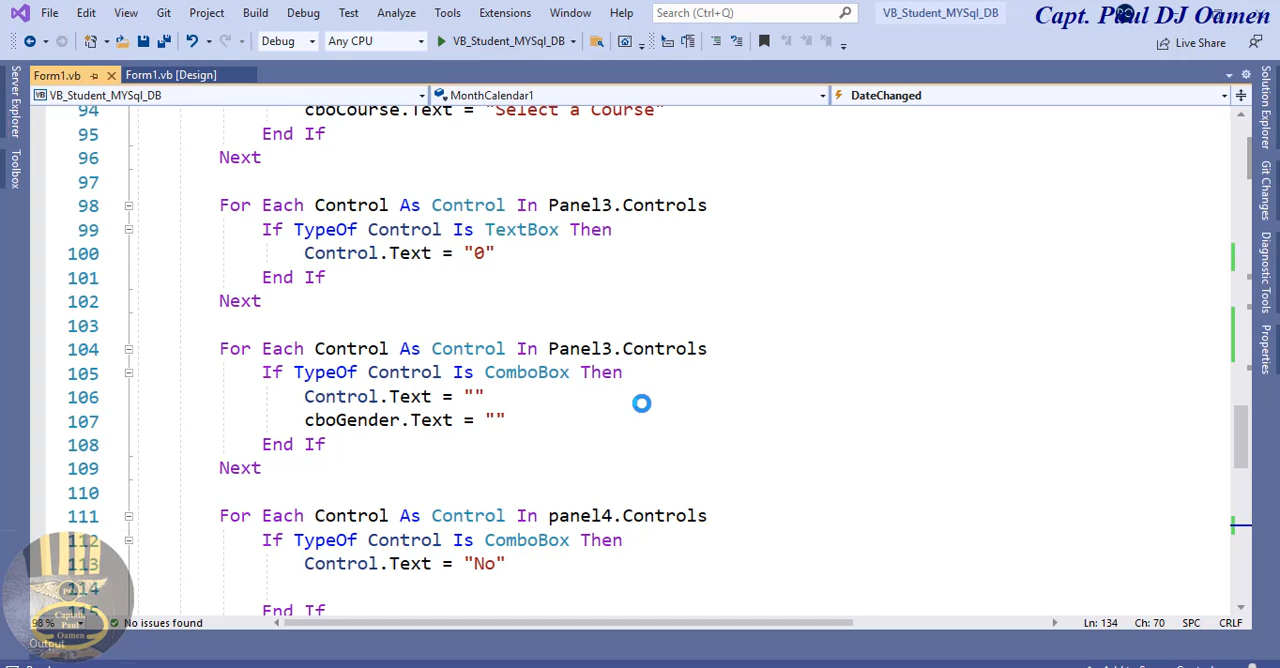 File Edit View Git Project Build Debug Test Analyze Tools Extensions Window Help Search (Ctrl+Q) VB_Student_MYSql_DB Capt. Paul DJ Oamen
Debug Any CPU VB_Student_MYSql_DB Live Share
Form1.vb Form1.vb [Design]
VB_Student_MYSql_DB MonthCalendar1 DateChanged
Server Explorer
Toolbox
94 cboCourse.Text = "Select a Course"
95 End If
96 Next
97
98 For Each Control As Control In Panel3.Controls
99 If TypeOf Control Is TextBox Then
100 Control.Text = "0"
101 End If
102 Next
103
104 For Each Control As Control In Panel3.Controls
105 If TypeOf Control Is ComboBox Then
106 Control.Text = ""
107 cboGender.Text = ""
108 End If
109 Next
110
111 For Each Control As Control In panel4.Controls
112 If TypeOf Control Is ComboBox Then
113 Control.Text = "No"
114
115 End If
Solution Explorer
Git Changes
Diagnostic Tools
Properties
Captain
Paul
Oamen
98 % No issues found Ln: 134 Ch: 70 SPC CRLF
Output